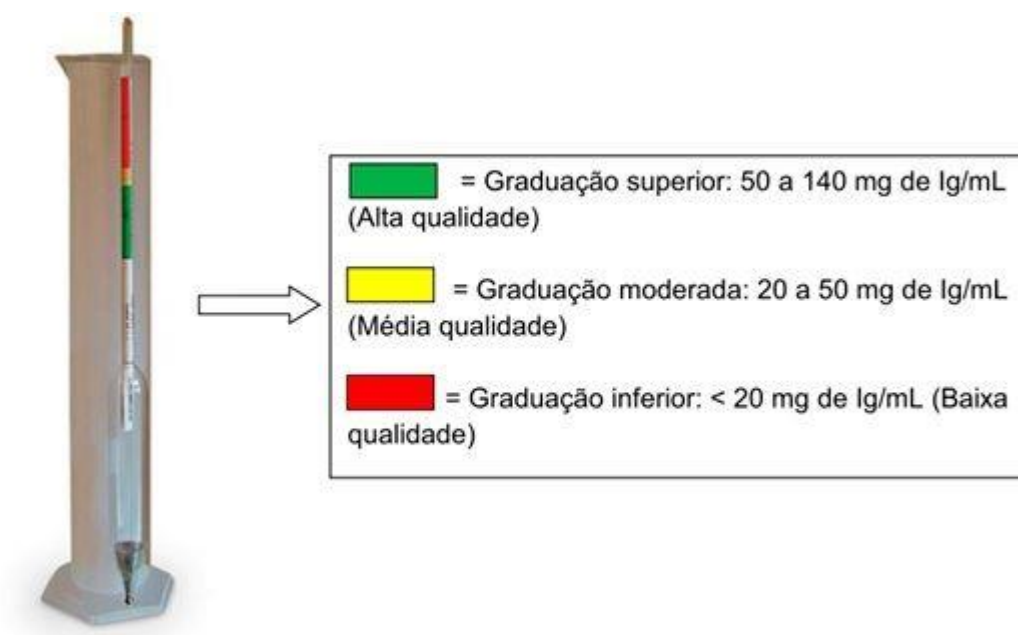 = Graduação superior: 50 a 140 mg de Ig/mL
(Alta qualidade)
= Graduação moderada: 20 a 50 mg de Ig/mL
(Média qualidade)
= Graduação inferior: < 20 mg de Ig/mL (Baixa
qualidade)